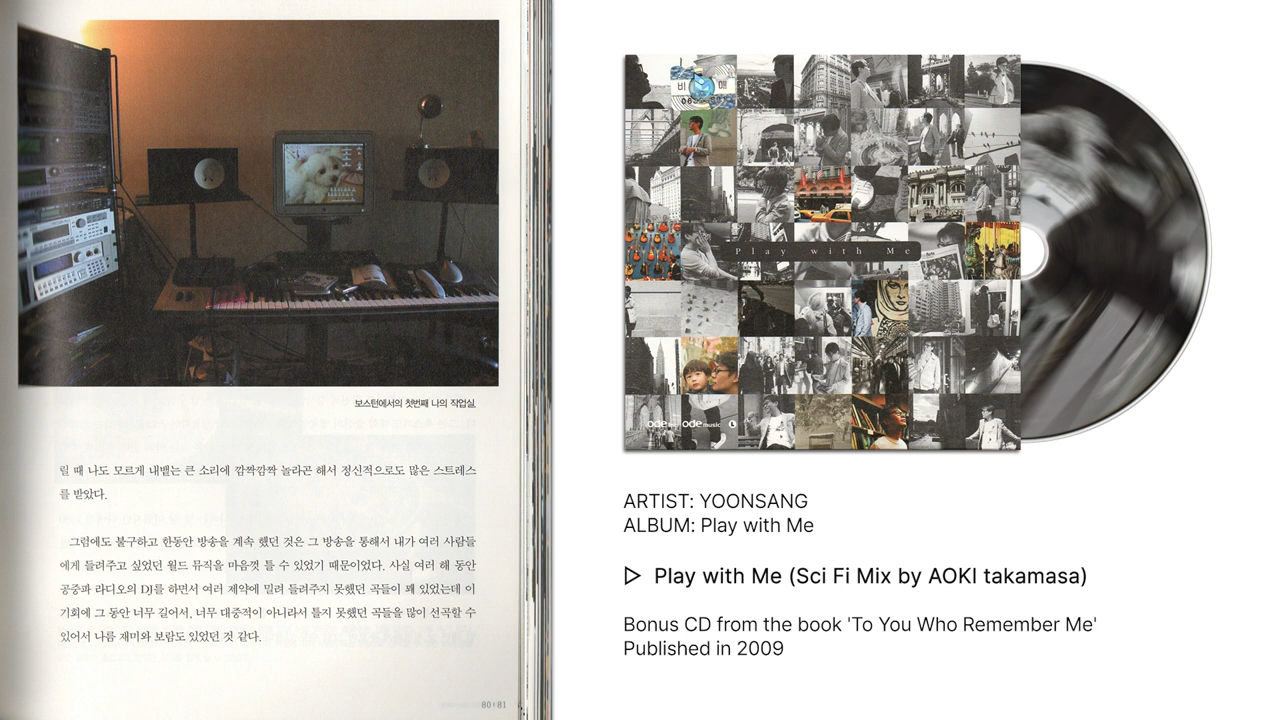 보스턴에서의 첫번째 나의 작업실.
릴 때 나도 모르게 내뱉는 큰 소리에 깜짝깜짝 놀라곤 해서 정신적으로도 많은 스트레스
를 받았다.
그럼에도 불구하고 한동안 방송을 계속 했던 것은 그 방송을 통해서 내가 여러 사람들
에게 들려주고 싶었던 월드 뮤직을 마음껏 틀 수 있었기 때문이었다. 사실 여러 해 동안
공중파 라디오의 DJ를 하면서 여러 제약에 밀려 들려주지 못했던 곡들이 꽤 있었는데 이
기회에 그 동안 너무 길어서, 너무 대중적이 아니라서 틀지 못했던 곡들을 많이 선곡할 수
있어서 나름 재미와 보람도 있었던 것 같다.
80 81
비 매
Play with Me
ode
ode music
ARTIST: YOONSANG
ALBUM: Play with Me
Play with Me (Sci Fi Mix by AOKI takamasa)
Bonus CD from the book 'To You Who Remember Me'
Published in 2009